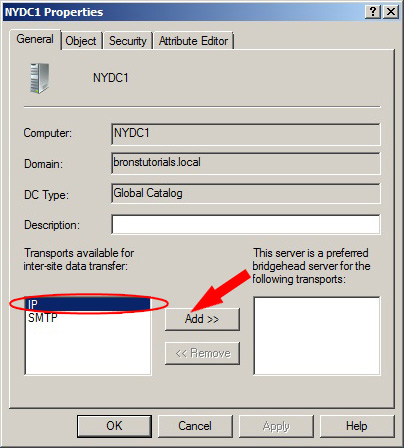 NYDC1 Properties
General Object Security Attribute Editor
NYDC1
Computer: NYDC1
Domain: bronstutorials.local
DC Type: Global Catalog
Description:
Transports available for
inter-site data transfer:
This server is a preferred
bridgehead server for the
following transports:
IP
SMTP
Add >>
<< Remove
OK Cancel Apply Help